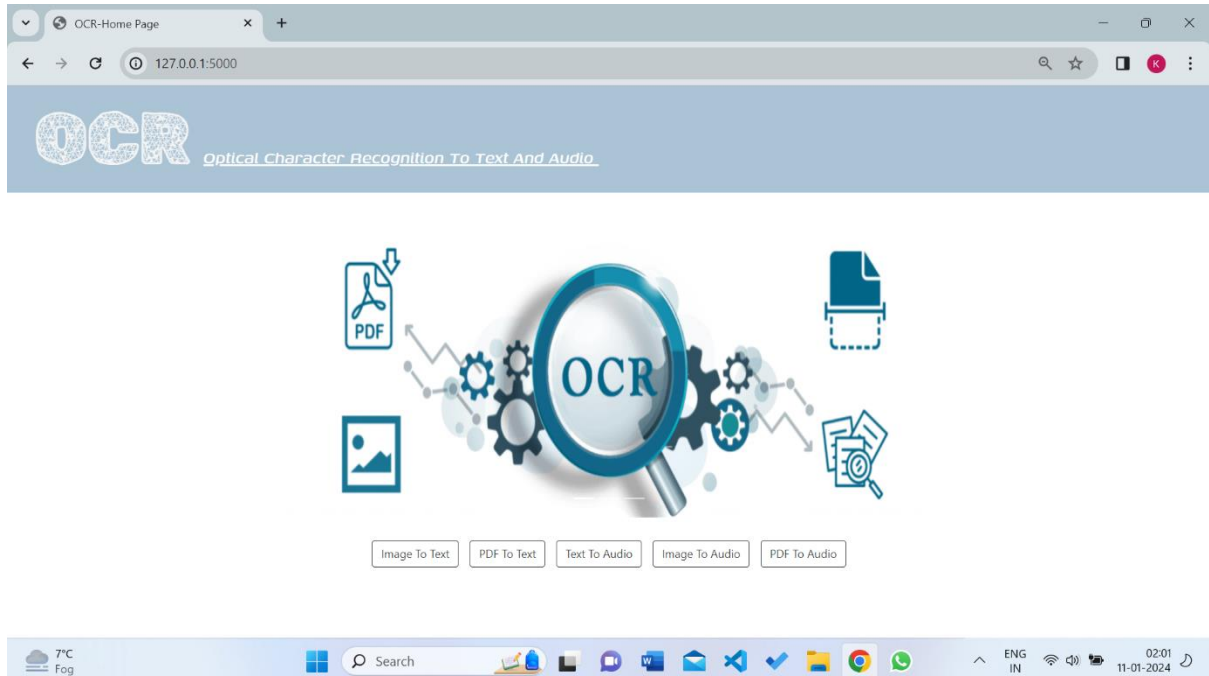 OCR-Home Page
127.0.0.1:5000
K
OCR Optical Character Recognition To Text And Audio
PDF
OCR
Image To Text PDF To Text Text To Audio Image To Audio PDF To Audio
7°C
Fog
Search
ENG
IN
02:01
11-01-2024